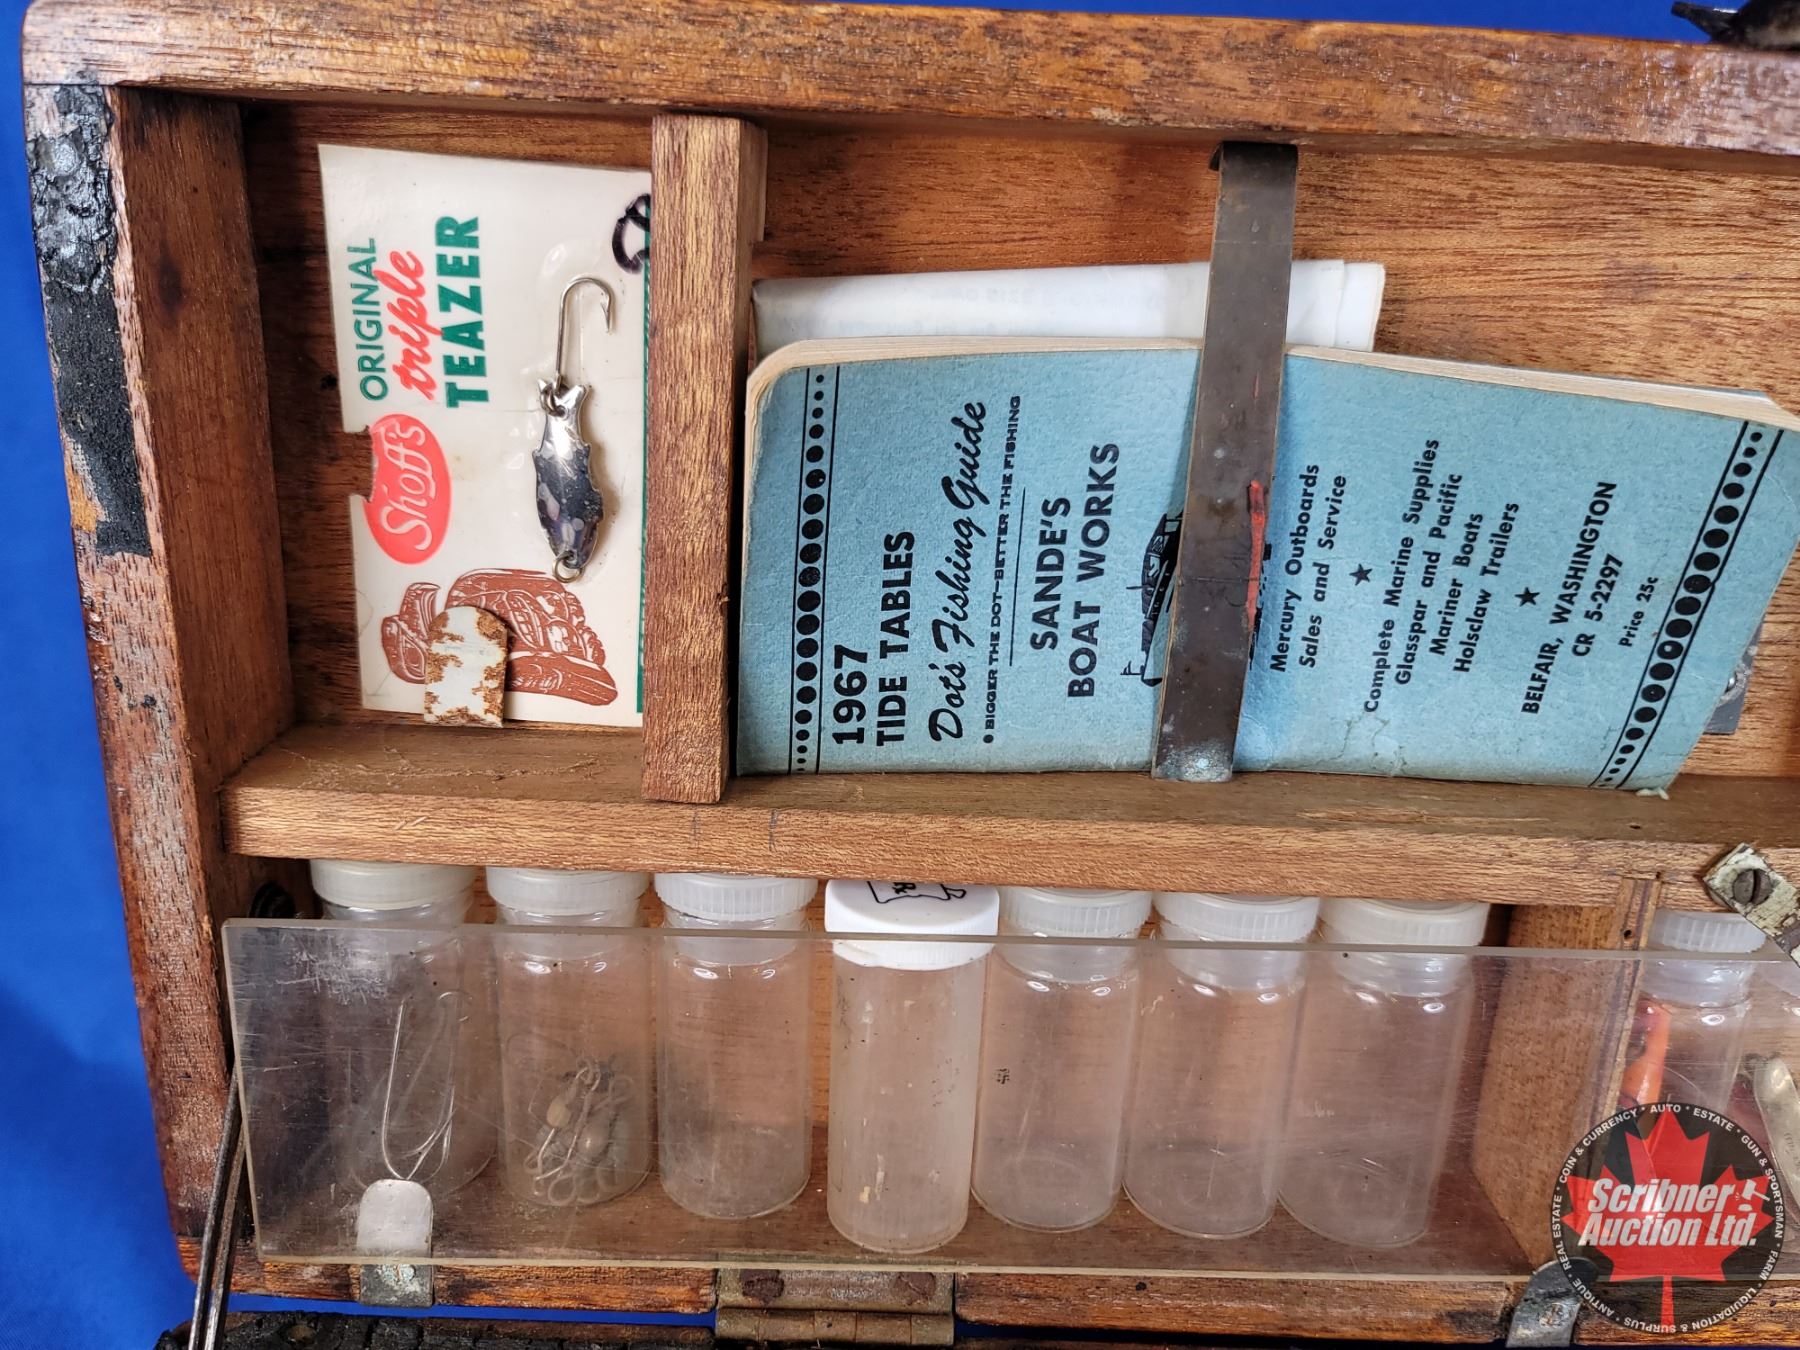 ORIGINAL
triple
TEAZER
Shoff's
1967
TIDE TABLES
Dot's Fishing Guide
• BIGGER THE DOT—BETTER THE FISHING
SANDE'S
BOAT WORKS
Mercury Outboards
Sales and Service
★
Complete Marine Supplies
Glasspar and Pacific
Mariner Boats
Holsclaw Trailers
★
BELFAIR, WASHINGTON
CR 5-2297
Price 25c
Scribner
Auction Ltd.
REAL ESTATE • COIN & CURRENCY • AUTO • ESTATE • GUN & SPORTSMAN • FARM • LIQUIDATION & SURPLUS • ANTIQUE •